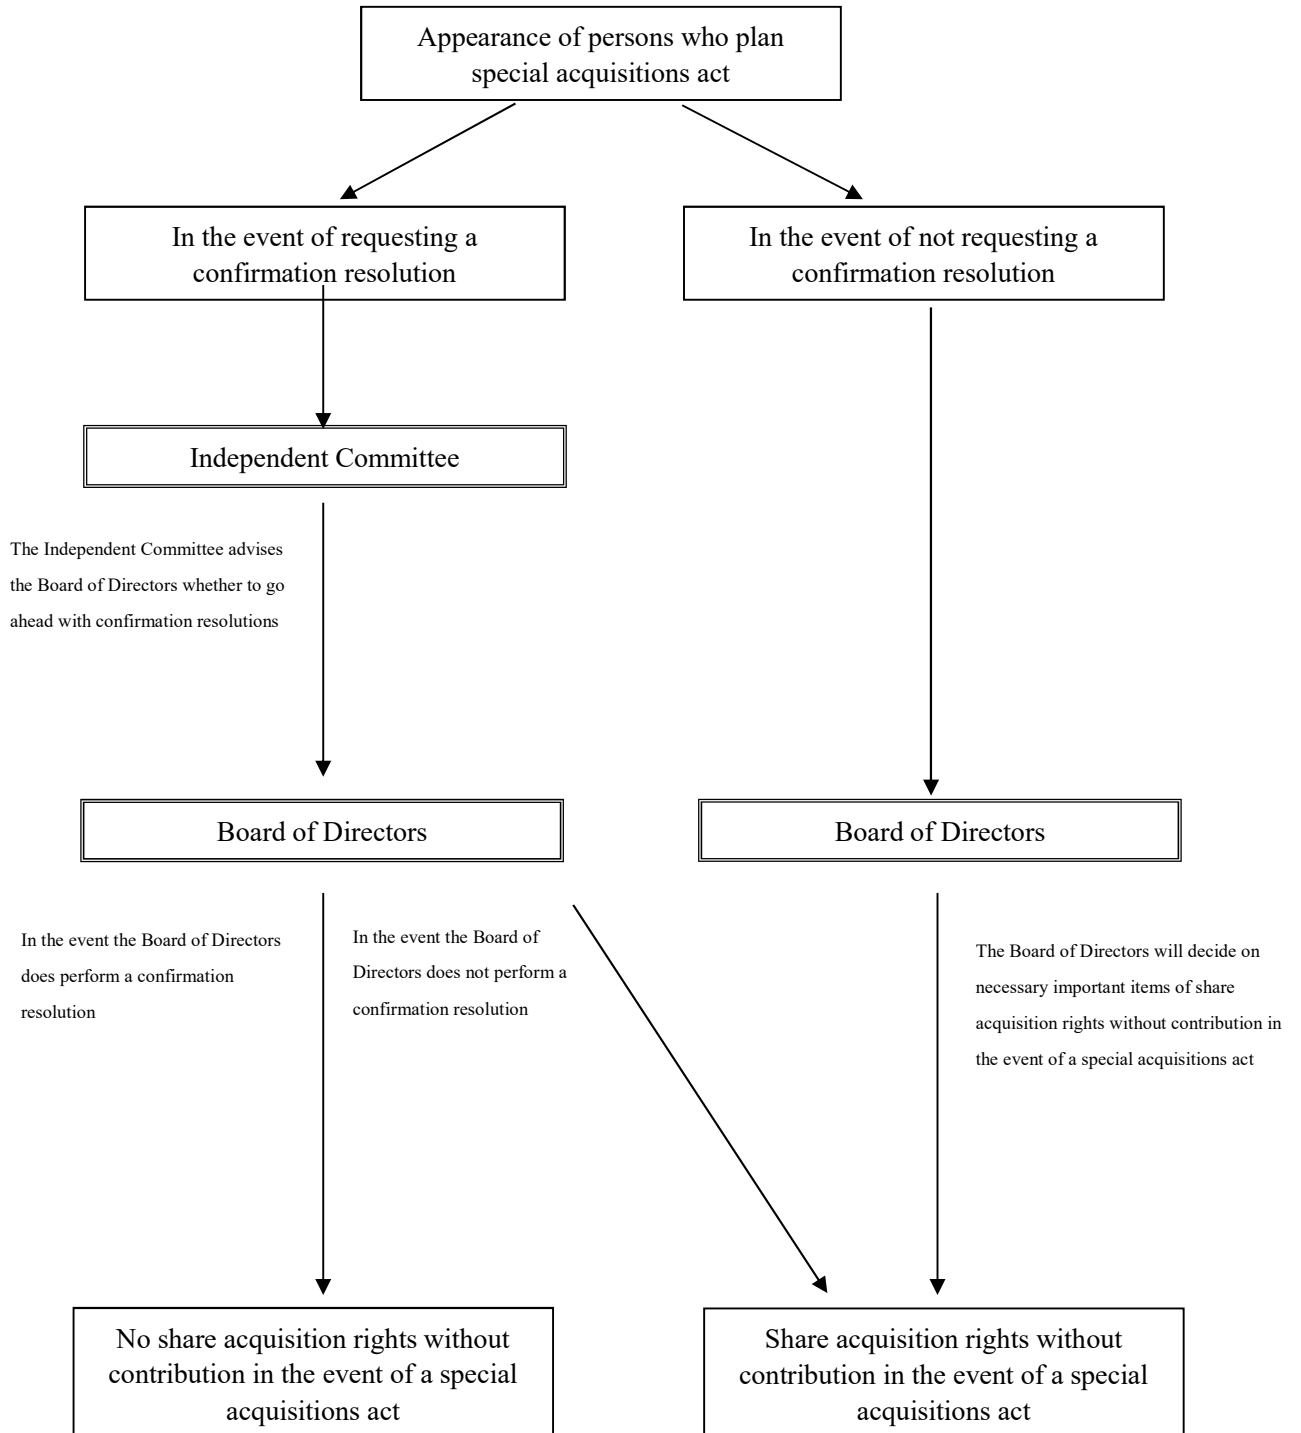 Appearance of persons who plan
special acquisitions act
In the event of requesting a
confirmation resolution
In the event of not requesting a
confirmation resolution
Independent Committee
The Independent Committee advises
the Board of Directors whether to go
ahead with confirmation resolutions
Board of Directors
Board of Directors
In the event the Board of Directors
does perform a confirmation
resolution
In the event the Board of
Directors does not perform a
confirmation resolution
The Board of Directors will decide on
necessary important items of share
acquisition rights without contribution in
the event of a special acquisitions act
No share acquisition rights without
contribution in the event of a special
acquisitions act
Share acquisition rights without
contribution in the event of a special
acquisitions act